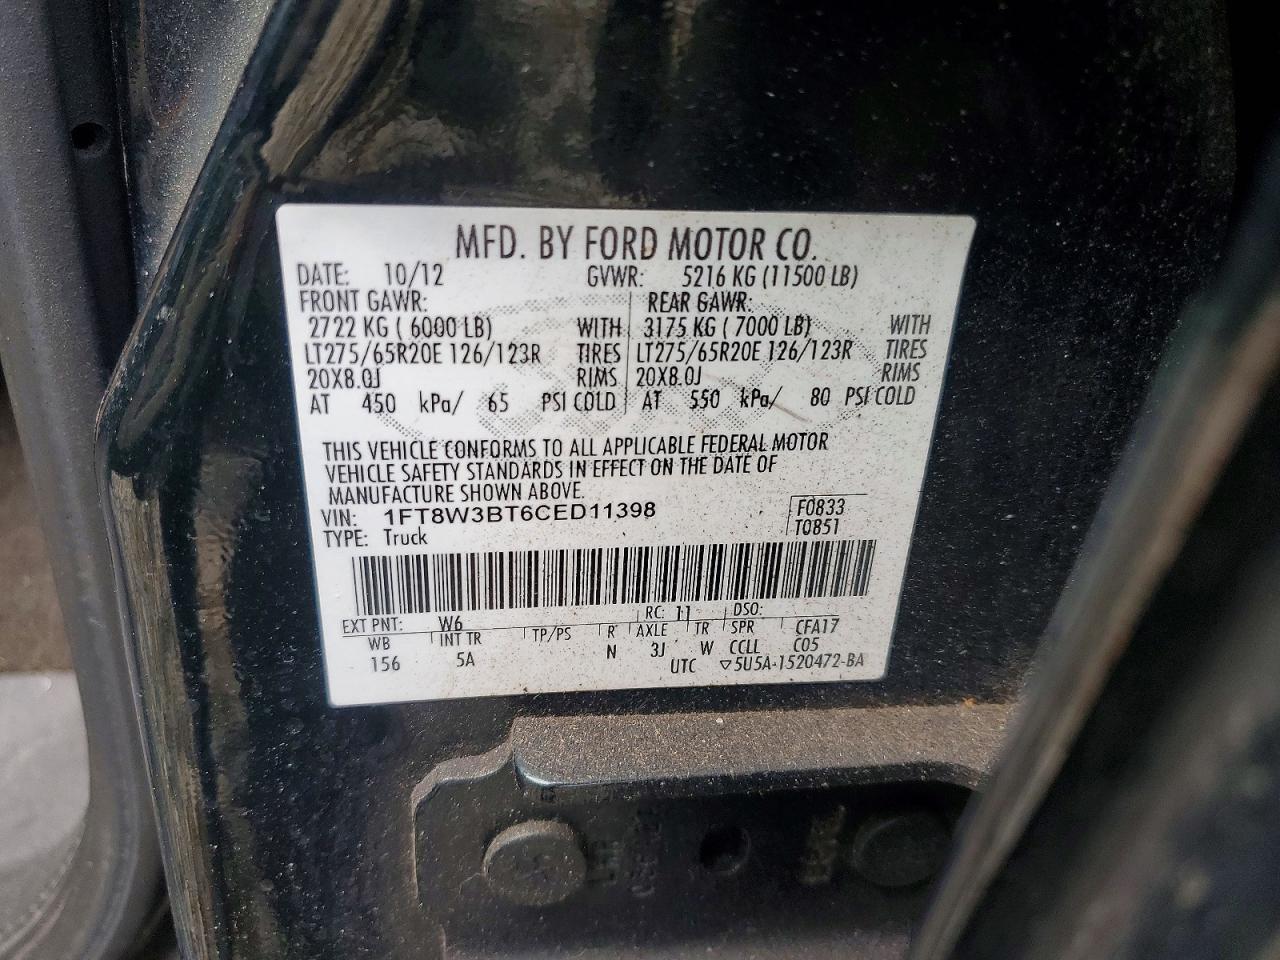 MFD. BY FORD MOTOR CO.
DATE: 10/12 GVWR: 5216 KG (11500 LB)
FRONT GAWR: REAR GAWR:
2722 KG ( 6000 LB) WITH 3175 KG ( 7000 LB) WITH
LT275/65R20E 126/123R TIRES LT275/65R20E 126/123R TIRES
20X8.0J RIMS 20X8.0J RIMS
AT 450 kPa/ 65 PSI COLD AT 550 kPa/ 80 PSI COLD
THIS VEHICLE CONFORMS TO ALL APPLICABLE FEDERAL MOTOR
VEHICLE SAFETY STANDARDS IN EFFECT ON THE DATE OF
MANUFACTURE SHOWN ABOVE.
VIN: 1FT8W3BT6CED11398 F0833
TYPE: Truck T0851
EXT PNT: W6 RC: 11 DSO:
WB INT TR TP/PS R AXLE TR SPR CFA17
156 5A N 3J W CCLL C05
UTC ▽5U5A-1520472-BA